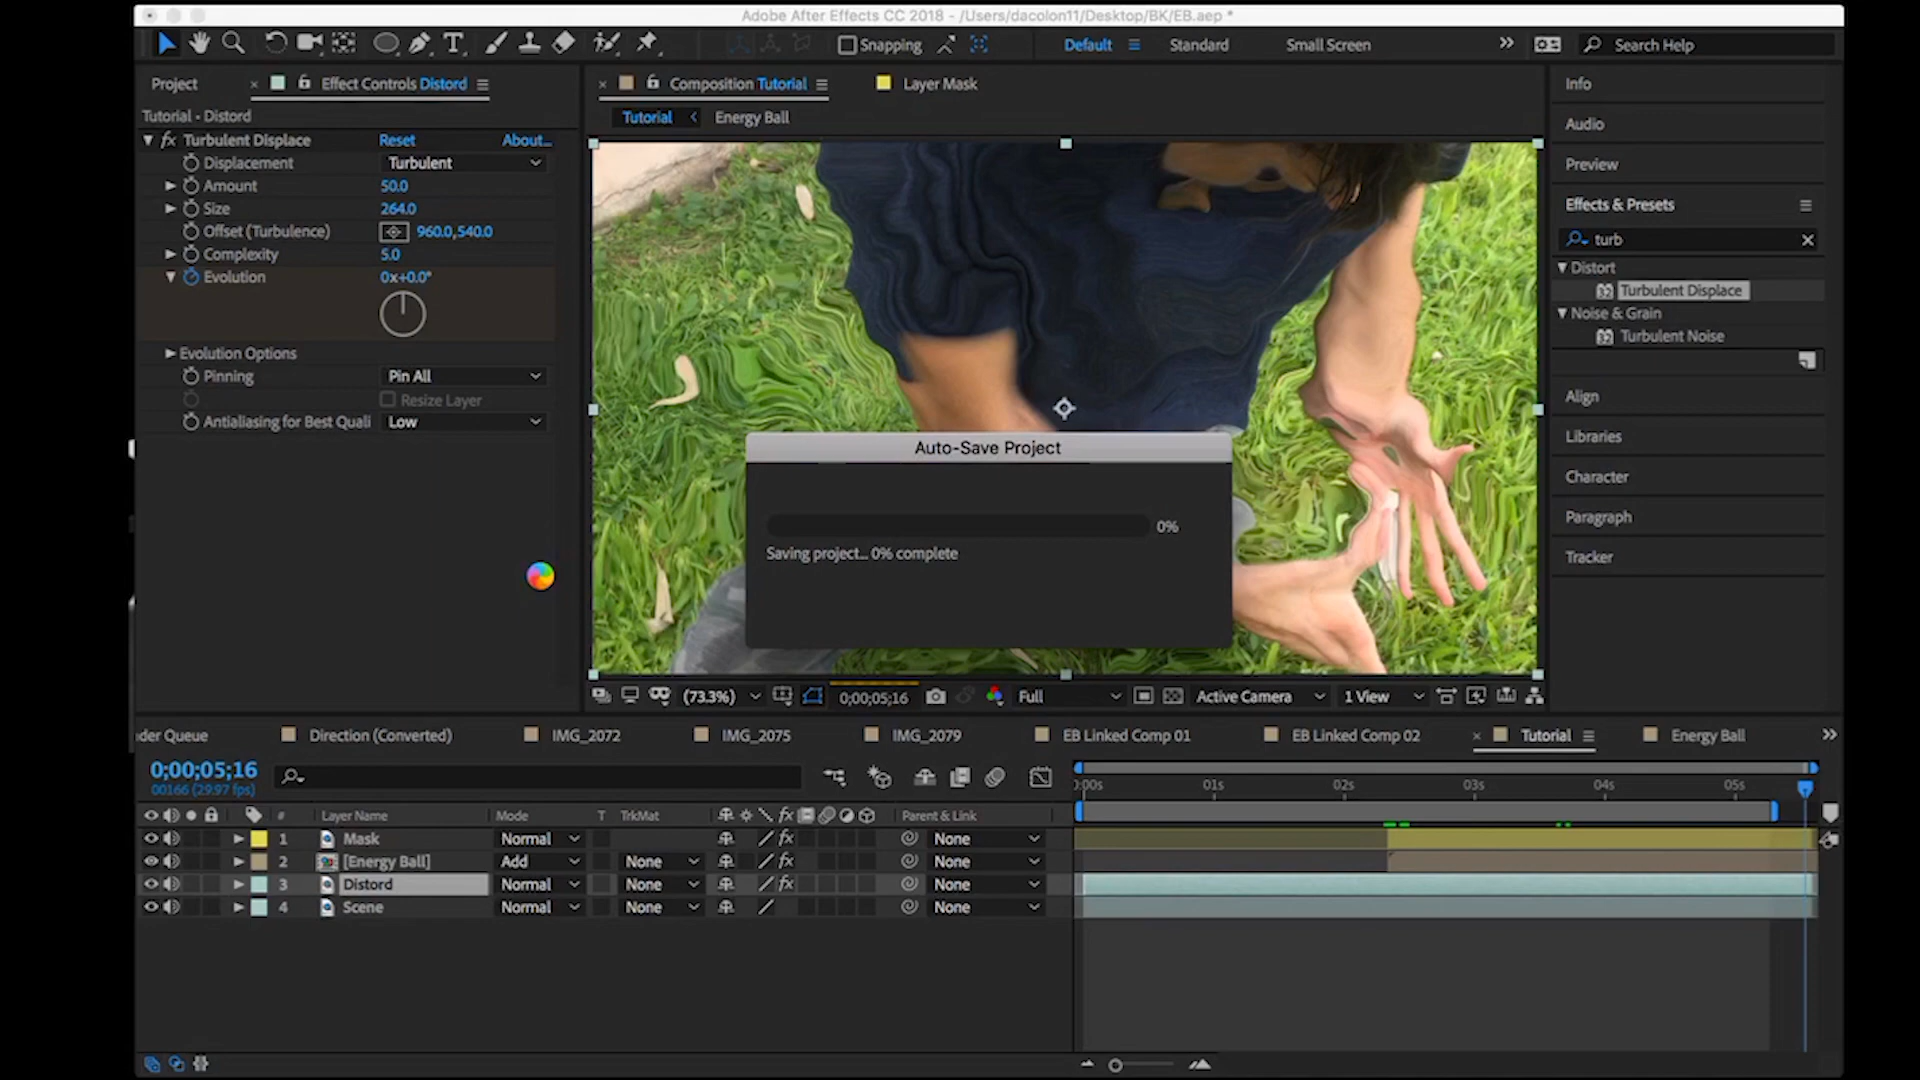 Adobe After Effects CC 2018 - /Users/dacolon11/Desktop/BK/EB.aep *
Snapping
Default
Standard
Small Screen
Search Help
Project
Effect Controls Distord
Composition Tutorial
Layer Mask
Tutorial
Energy Ball
Tutorial • Distord
fx Turbulent Displace
Reset
About...
Displacement
Turbulent
Amount
50.0
Size
264.0
Offset (Turbulence)
960.0,540.0
Complexity
5.0
Evolution
0x+0.0°
Evolution Options
Pinning
Pin All
Resize Layer
Antialiasing for Best Quali
Low
Auto-Save Project
0%
Saving project... 0% complete
Info
Audio
Preview
Effects & Presets
turb
Distort
32 Turbulent Displace
Noise & Grain
32 Turbulent Noise
Align
Libraries
Character
Paragraph
Tracker
(73.3%)
0;00;05;16
Full
Active Camera
1 View
der Queue
Direction (Converted)
IMG_2072
IMG_2075
IMG_2079
EB Linked Comp 01
EB Linked Comp 02
Tutorial
Energy Ball
0;00;05;16
00166 (29.97 fps)
:00s
01s
02s
03s
04s
05s
#
Layer Name
Mode
T
TrkMat
fx
Parent & Link
1 Mask Normal fx None
2 [Energy Ball] Add None fx None
3 Distord Normal None fx None
4 Scene Normal None None